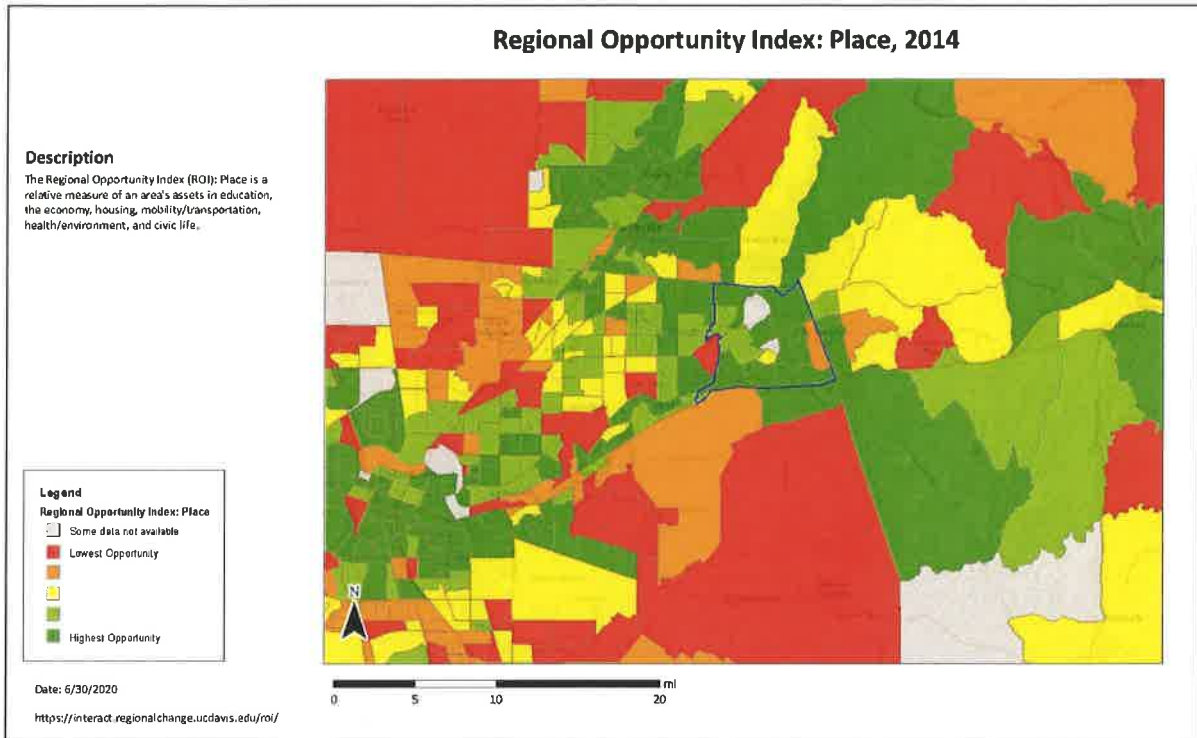 Regional Opportunity Index: Place, 2014
Description
The Regional Opportunity Index (ROI): Place is a
relative measure of an area's assets in education,
the economy, housing, mobility/transportation,
health/environment, and civic life.
Legend
Regional Opportunity Index: Place
Some data not available
Lowest Opportunity
Highest Opportunity
N
0 5 10 20 mi
Date: 6/30/2020
https://interact.regionalchange.ucdavis.edu/roi/